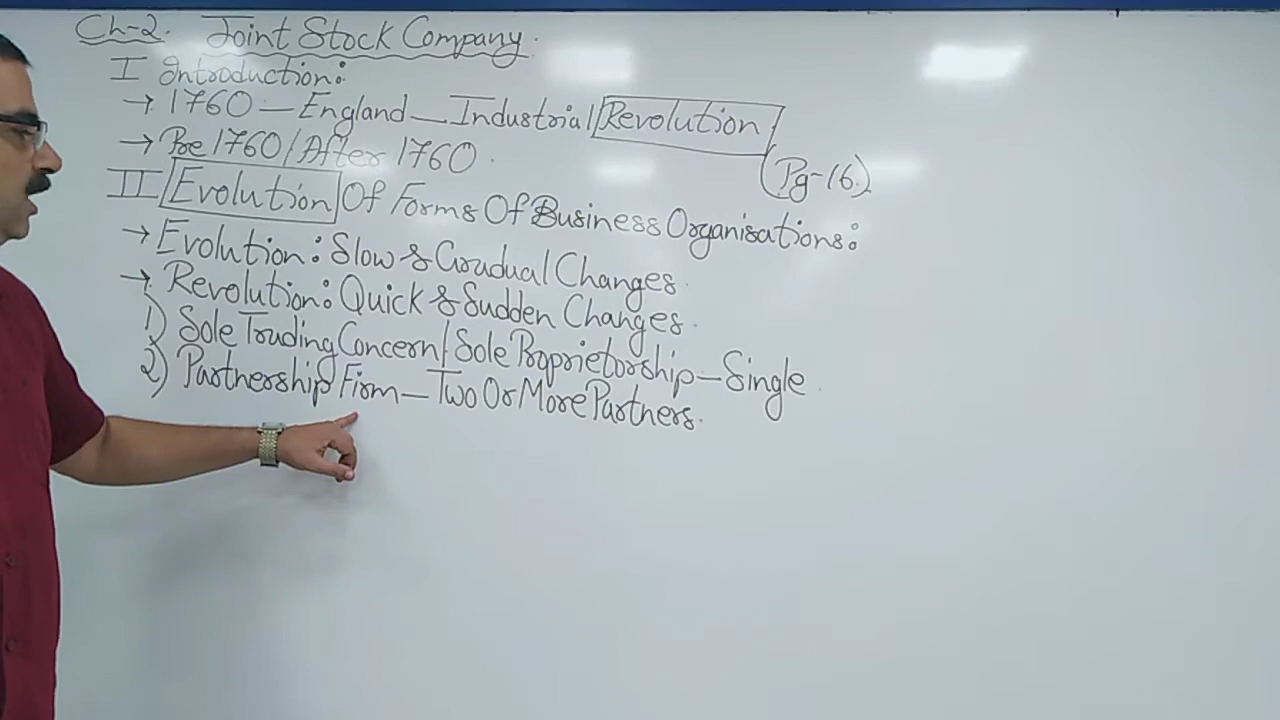 Ch-2. Joint Stock Company.
I Introduction:
→ 1760 — England — Industrial Revolution
→ Pre 1760 / After 1760.
(Pg-16.)
II Evolution Of Forms Of Business Organisations:
→ Evolution: Slow & Gradual Changes.
→ Revolution: Quick & Sudden Changes.
1) Sole Trading Concern / Sole Proprietorship — Single
2) Partnership Firm — Two Or More Partners.